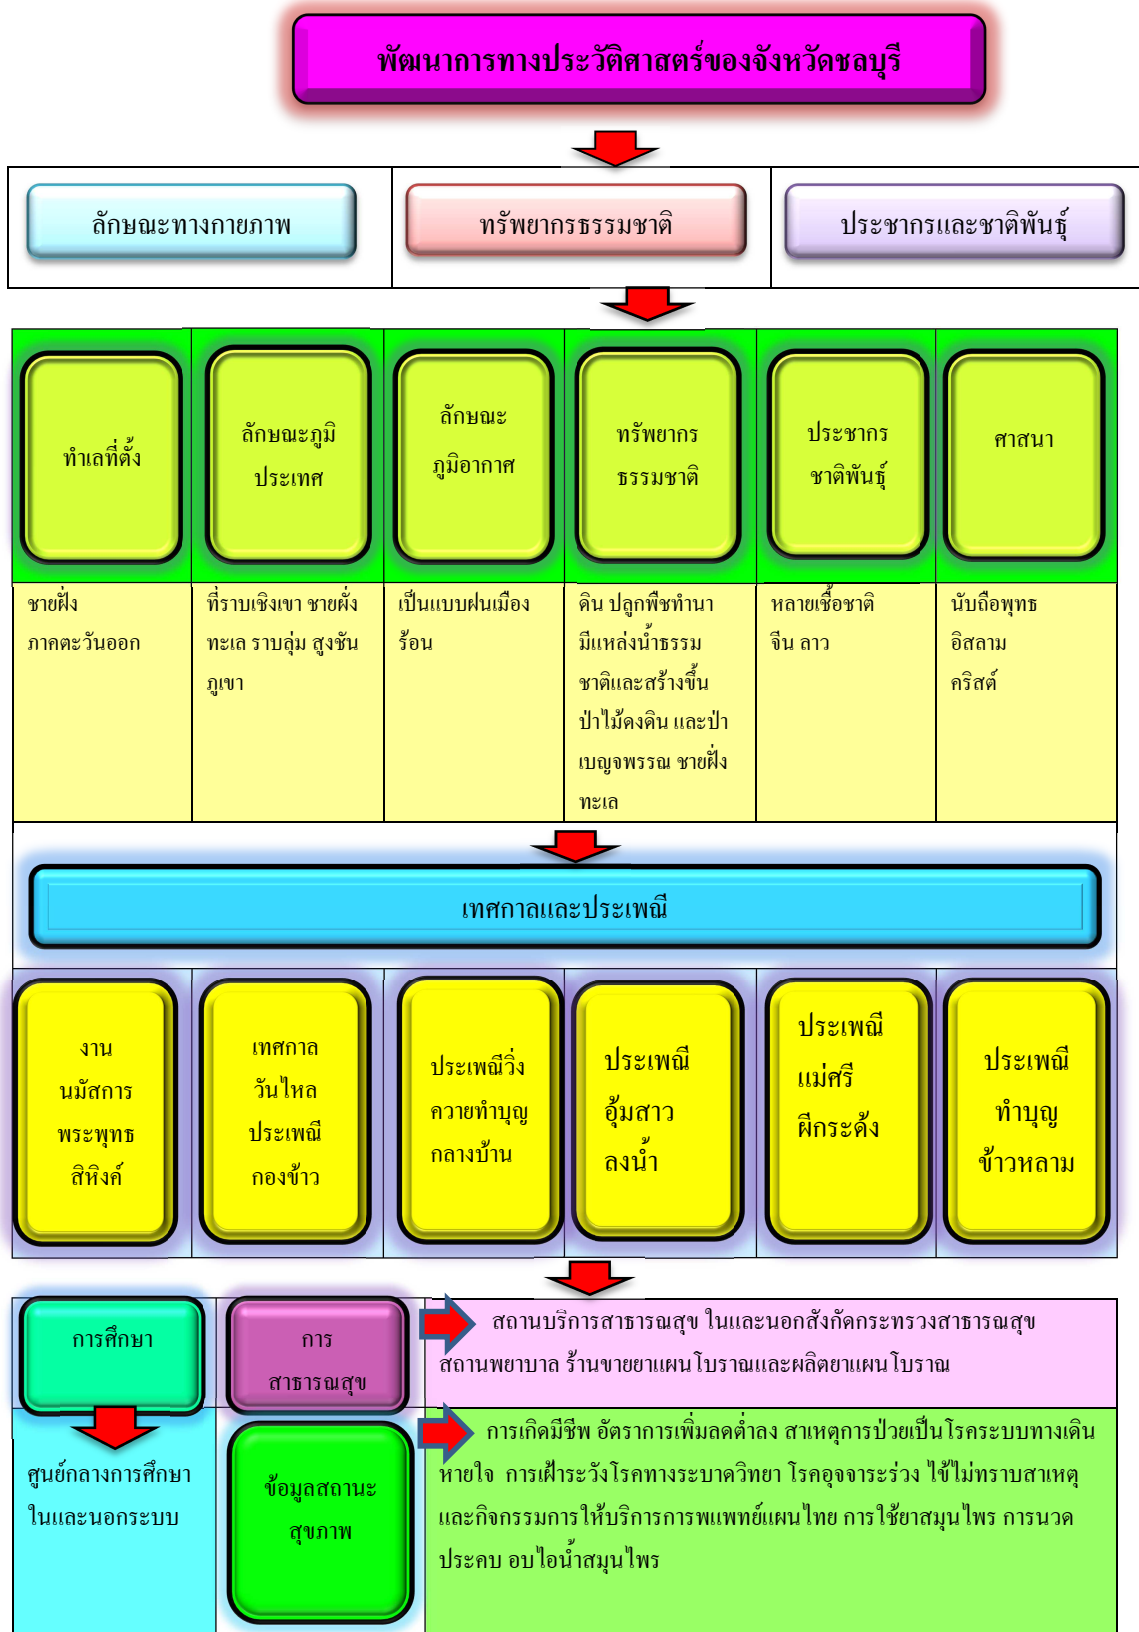 พัฒนาการทางประวัติศาสตร์ของจังหวัดชลบุรี
ลักษณะทางกายภาพ
ทรัพยากรธรรมชาติ
ประชากรและชาติพันธุ์
ทำเลที่ตั้ง
ลักษณะภูมิ
ประเทศ
ลักษณะ
ภูมิอากาศ
ทรัพยากร
ธรรมชาติ
ประชากร
ชาติพันธุ์
ศาสนา
ชายฝั่ง
ภาคตะวันออก
ที่ราบเชิงเขา ชายผั่ง
ทะเล ราบลุ่ม สูงชัน
ภูเขา
เป็นแบบฝนเมือง
ร้อน
ดิน ปลูกพืชทำนา
มีแหล่งน้ำธรรม
ชาติและสร้างขึ้น
ป่าไม้ดงดิน และป่า
เบญจพรรณ ชายฝั่ง
ทะเล
หลายเชื้อชาติ
จีน ลาว
นับถือพุทธ
อิสลาม
คริสต์
เทศกาลและประเพณี
งาน
นมัสการ
พระพุทธ
สิหิงค์
เทศกาล
วันไหล
ประเพณี
กองข้าว
ประเพณีวิ่ง
ควายทำบุญ
กลางบ้าน
ประเพณี
อุ้มสาว
ลงน้ำ
ประเพณี
แม่ศรี
ผีกระด้ง
ประเพณี
ทำบุญ
ข้าวหลาม
การศึกษา
การ
สาธารณสุข
สถานบริการสาธารณสุข ในและนอกสังกัดกระทรวงสาธารณสุข
สถานพยาบาล ร้านขายยาแผนโบราณและผลิตยาแผนโบราณ
ศูนย์กลางการศึกษา
ในและนอกระบบ
ข้อมูลสถานะ
สุขภาพ
การเกิดมีชีพ อัตราการเพิ่มลดต่ำลง สาเหตุการป่วยเป็นโรคระบบทางเดิน
หายใจ การเฝ้าระวังโรคทางระบาดวิทยา โรคอุจจาระร่วง ไข้ไม่ทราบสาเหตุ
และกิจกรรมการให้บริการการพแพทย์แผนไทย การใช้ยาสมุนไพร การนวด
ประคบ อบไอน้ำสมุนไพร